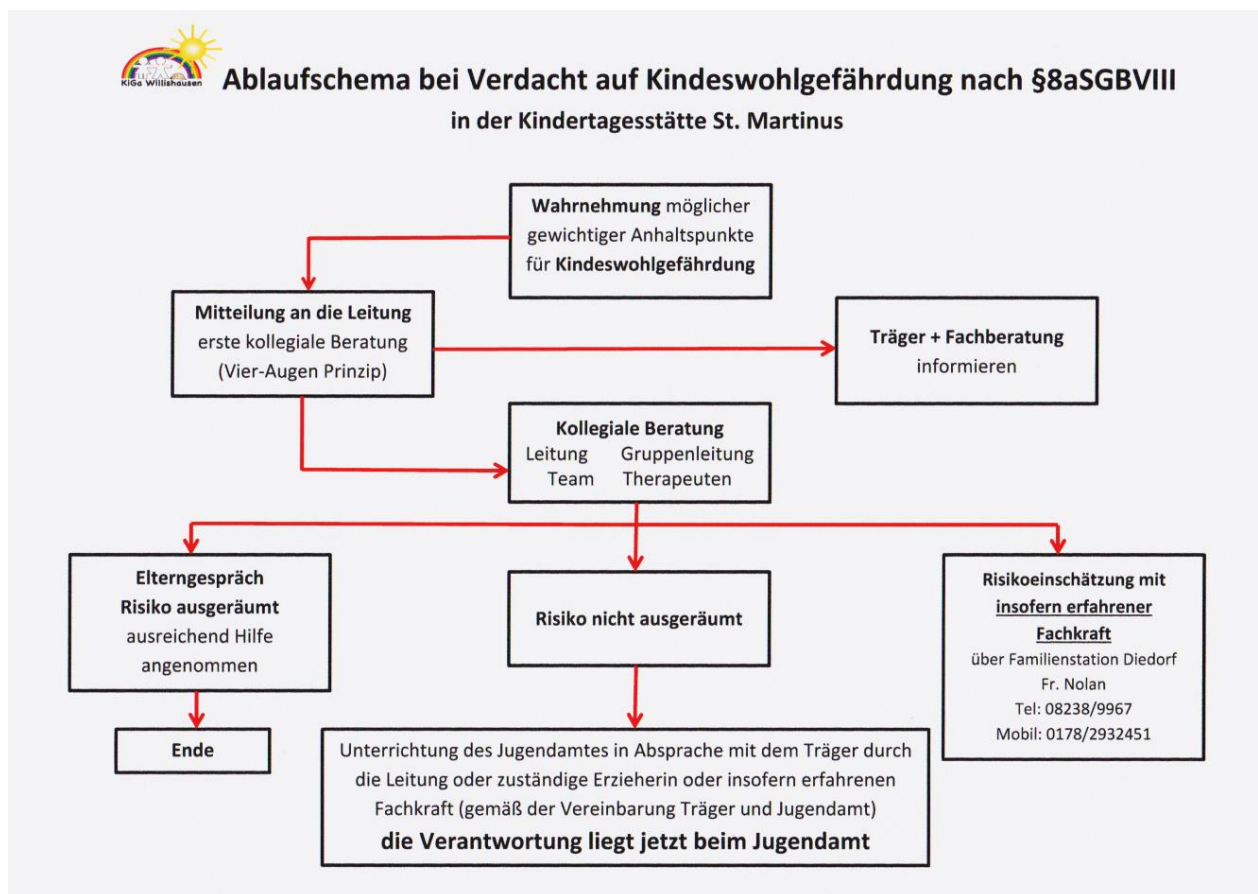 KiGa Willishausen
Ablaufschema bei Verdacht auf Kindeswohlgefährdung nach §8aSGBVIII
in der Kindertagesstätte St. Martinus
Wahrnehmung möglicher
gewichtiger Anhaltspunkte
für Kindeswohlgefährdung
Mitteilung an die Leitung
erste kollegiale Beratung
(Vier-Augen Prinzip)
Träger + Fachberatung
informieren
Kollegiale Beratung
Leitung Gruppenleitung
Team Therapeuten
Elterngespräch
Risiko ausgeräumt
ausreichend Hilfe
angenommen
Ende
Risiko nicht ausgeräumt
Unterrichtung des Jugendamtes in Absprache mit dem Träger durch
die Leitung oder zuständige Erzieherin oder insofern erfahrenen
Fachkraft (gemäß der Vereinbarung Träger und Jugendamt)
die Verantwortung liegt jetzt beim Jugendamt
Risikoeinschätzung mit
insofern erfahrener
Fachkraft
über Familienstation Diedorf
Fr. Nolan
Tel: 08238/9967
Mobil: 0178/2932451